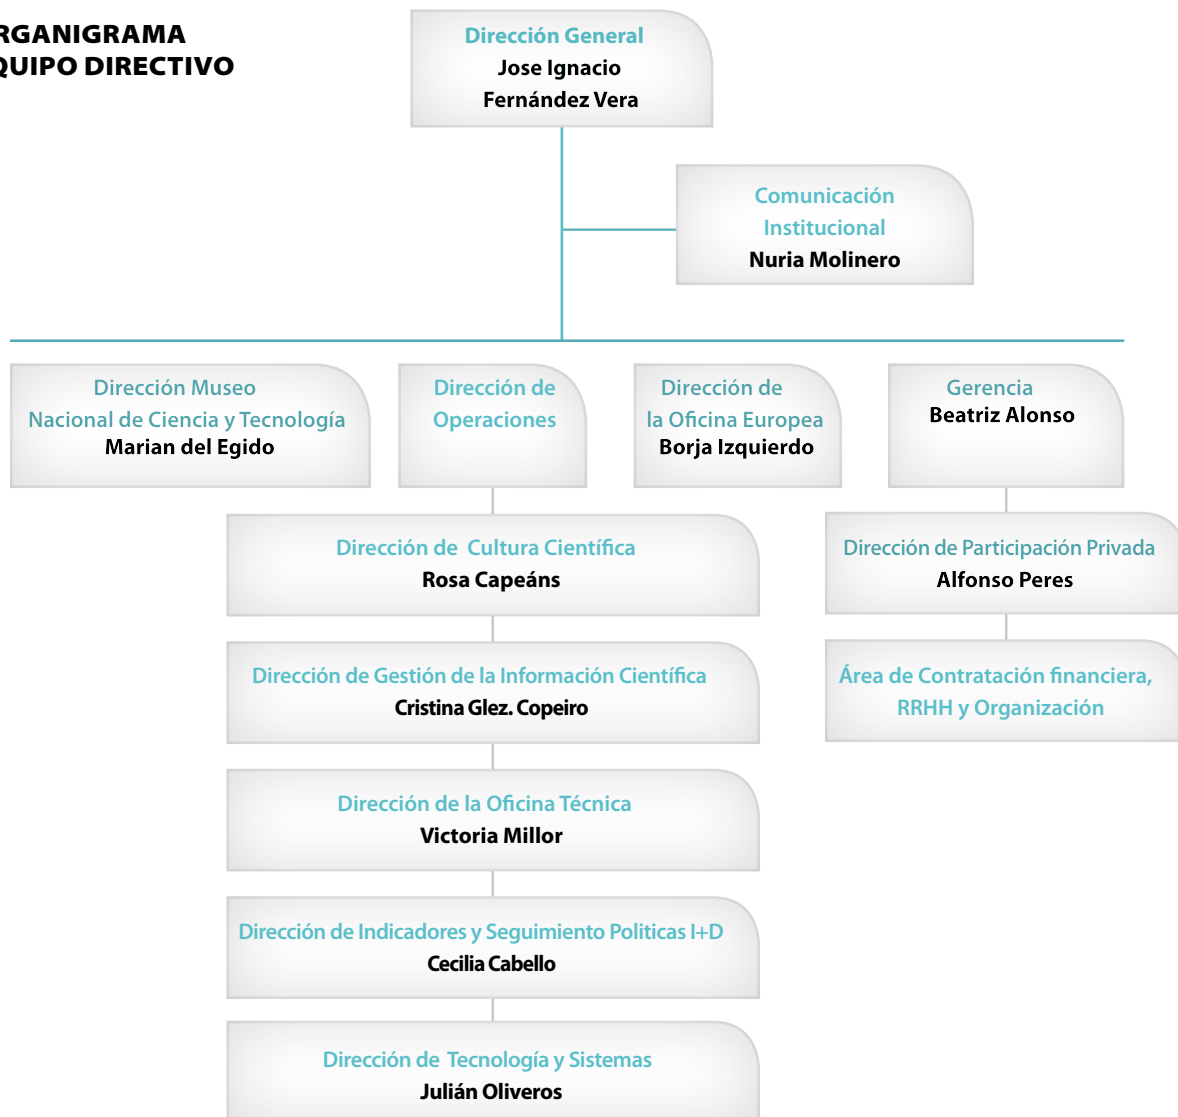 RGANIGRAMA
QUIPO DIRECTIVO
Dirección General
Jose Ignacio
Fernández Vera
Comunicación
Institucional
Nuria Molinero
Dirección Museo
Nacional de Ciencia y Tecnología
Marian del Egido
Dirección de
Operaciones
Dirección de
la Oficina Europea
Borja Izquierdo
Gerencia
Beatriz Alonso
Dirección de Cultura Científica
Rosa Capeáns
Dirección de Participación Privada
Alfonso Peres
Dirección de Gestión de la Información Científica
Cristina Glez. Copeiro
Área de Contratación financiera,
RRHH y Organización
Dirección de la Oficina Técnica
Victoria Millor
Dirección de Indicadores y Seguimiento Politicas I+D
Cecilia Cabello
Dirección de Tecnología y Sistemas
Julián Oliveros